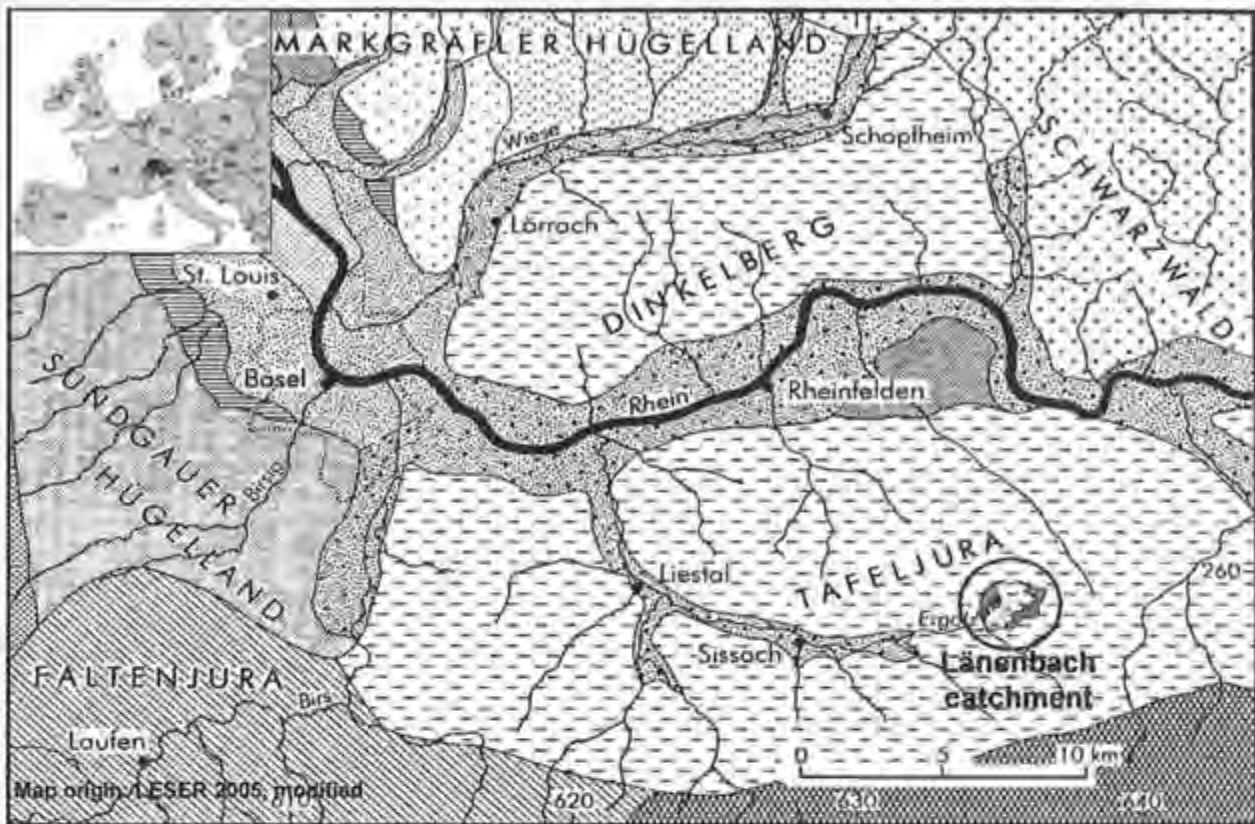 MARKGRÄFLER HÜGELLAND
Wiese
Schopfheim
SCHWARZWALD
Lörrach
DINKELBERG
St. Louis
Basel
Rhein
Rheinfelden
SUNDGAUER
HÜGELLAND
Birsig
Liestal
TAFELJURA
260
Ergolz
Sissach
Länenbach
catchment
FALTENJURA
Birs
Laufen
0 5 10 km
Map origin: LESER 2005, modified
610 620 630 640